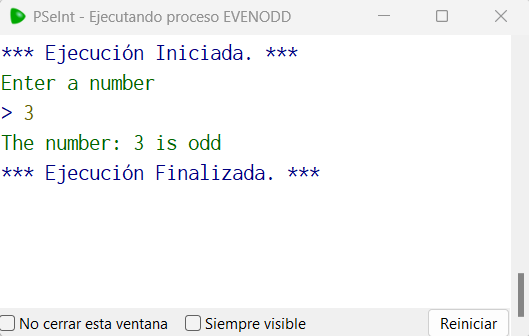 PSeInt - Ejecutando proceso EVENODD
*** Ejecución Iniciada. ***
Enter a number
> 3
The number: 3 is odd
*** Ejecución Finalizada. ***
No cerrar esta ventana Siempre visible Reiniciar